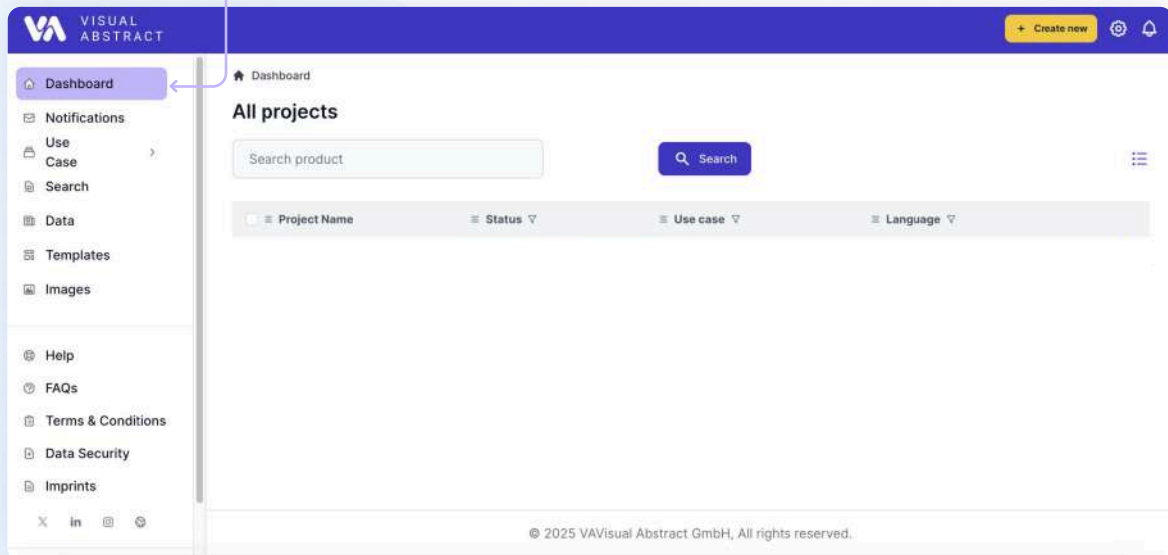 VA VISUAL
ABSTRACT
+ Create new
Dashboard
Notifications
Use
Case
Search
Data
Templates
Images
Help
FAQs
Terms & Conditions
Data Security
Imprints
X in
Dashboard
All projects
Search product
Search
Project Name Status Use case Language
© 2025 VAVisual Abstract GmbH, All rights reserved.